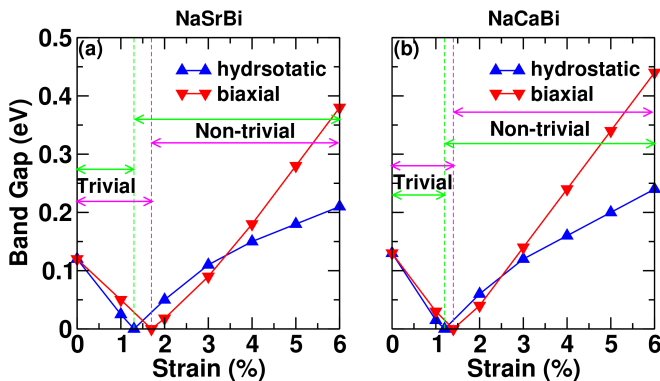 NaSrBi
NaCaBi
0.5
0.4
0.3
0.2
0.1
0
Band Gap (eV)
(a)
hydrsotatic
biaxial
Non-trivial
Trivial
0 1 2 3 4 5 6
Strain (%)
(b)
hydrostatic
biaxial
Non-trivial
Trivial
0 1 2 3 4 5 6
Strain (%)